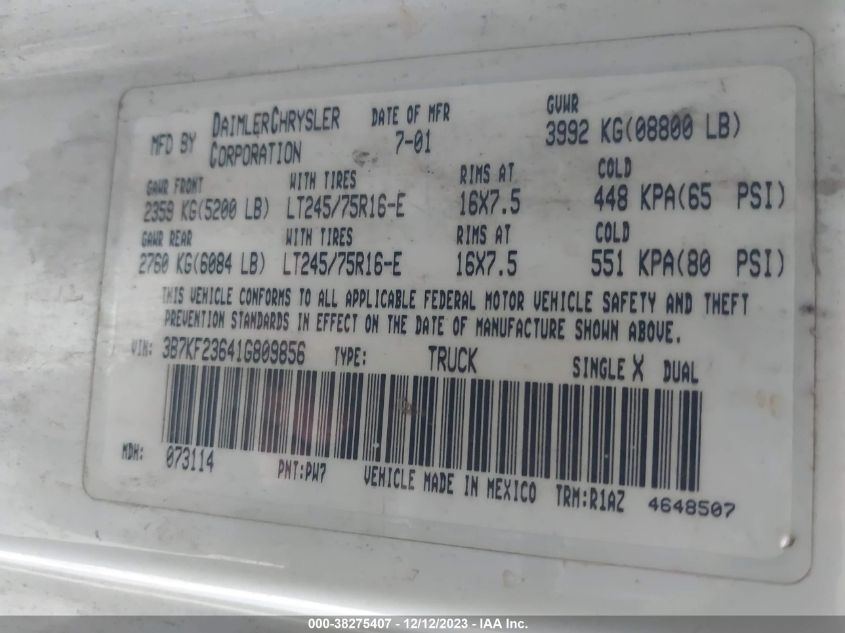 MFD BY DAIMLERCHRYSLER CORPORATION DATE OF MFR 7-01 GVWR 3992 KG(08800 LB)
GAWR FRONT WITH TIRES RIMS AT COLD
2359 KG(5200 LB) LT245/75R16-E 16X7.5 448 KPA(65 PSI)
GAWR REAR WITH TIRES RIMS AT COLD
2760 KG(6084 LB) LT245/75R16-E 16X7.5 551 KPA(80 PSI)
THIS VEHICLE CONFORMS TO ALL APPLICABLE FEDERAL MOTOR VEHICLE SAFETY AND THEFT
PREVENTION STANDARDS IN EFFECT ON THE DATE OF MANUFACTURE SHOWN ABOVE.
VIN: 3B7KF23641G809856 TYPE: TRUCK SINGLE X DUAL
MDH: 073114 PNT:PW7 VEHICLE MADE IN MEXICO TRM:R1AZ 4648507
000-38275407 - 12/12/2023 - IAA Inc.